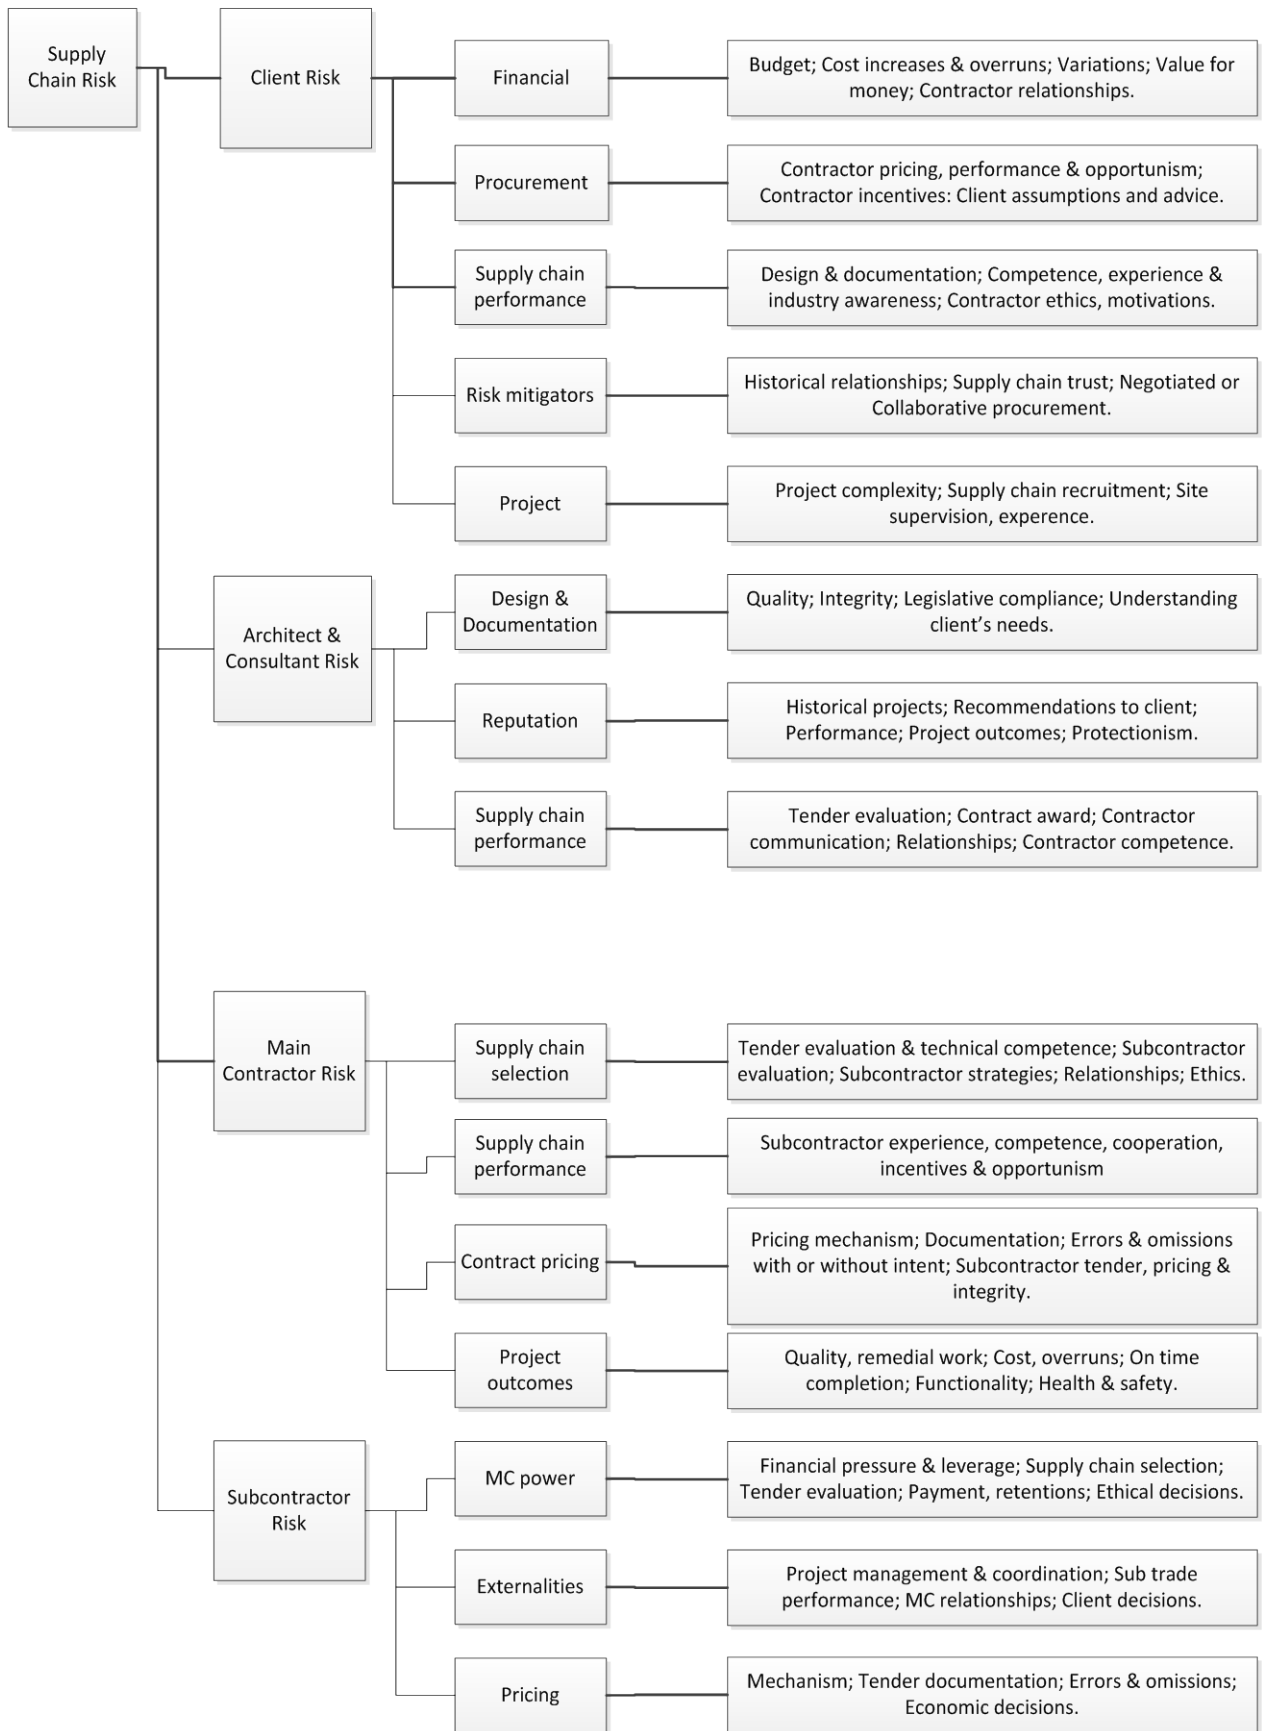 Supply
Chain Risk
Client Risk
Financial
Budget; Cost increases & overruns; Variations; Value for
money; Contractor relationships.
Procurement
Contractor pricing, performance & opportunism;
Contractor incentives: Client assumptions and advice.
Supply chain
performance
Design & documentation; Competence, experience &
industry awareness; Contractor ethics, motivations.
Risk mitigators
Historical relationships; Supply chain trust; Negotiated or
Collaborative procurement.
Project
Project complexity; Supply chain recruitment; Site
supervision, experence.
Architect &
Consultant Risk
Design &
Documentation
Quality; Integrity; Legislative compliance; Understanding
client’s needs.
Reputation
Historical projects; Recommendations to client;
Performance; Project outcomes; Protectionism.
Supply chain
performance
Tender evaluation; Contract award; Contractor
communication; Relationships; Contractor competence.
Main
Contractor Risk
Supply chain
selection
Tender evaluation & technical competence; Subcontractor
evaluation; Subcontractor strategies; Relationships; Ethics.
Supply chain
performance
Subcontractor experience, competence, cooperation,
incentives & opportunism
Contract pricing
Pricing mechanism; Documentation; Errors & omissions
with or without intent; Subcontractor tender, pricing &
integrity.
Project
outcomes
Quality, remedial work; Cost, overruns; On time
completion; Functionality; Health & safety.
Subcontractor
Risk
MC power
Financial pressure & leverage; Supply chain selection;
Tender evaluation; Payment, retentions; Ethical decisions.
Externalities
Project management & coordination; Sub trade
performance; MC relationships; Client decisions.
Pricing
Mechanism; Tender documentation; Errors & omissions;
Economic decisions.